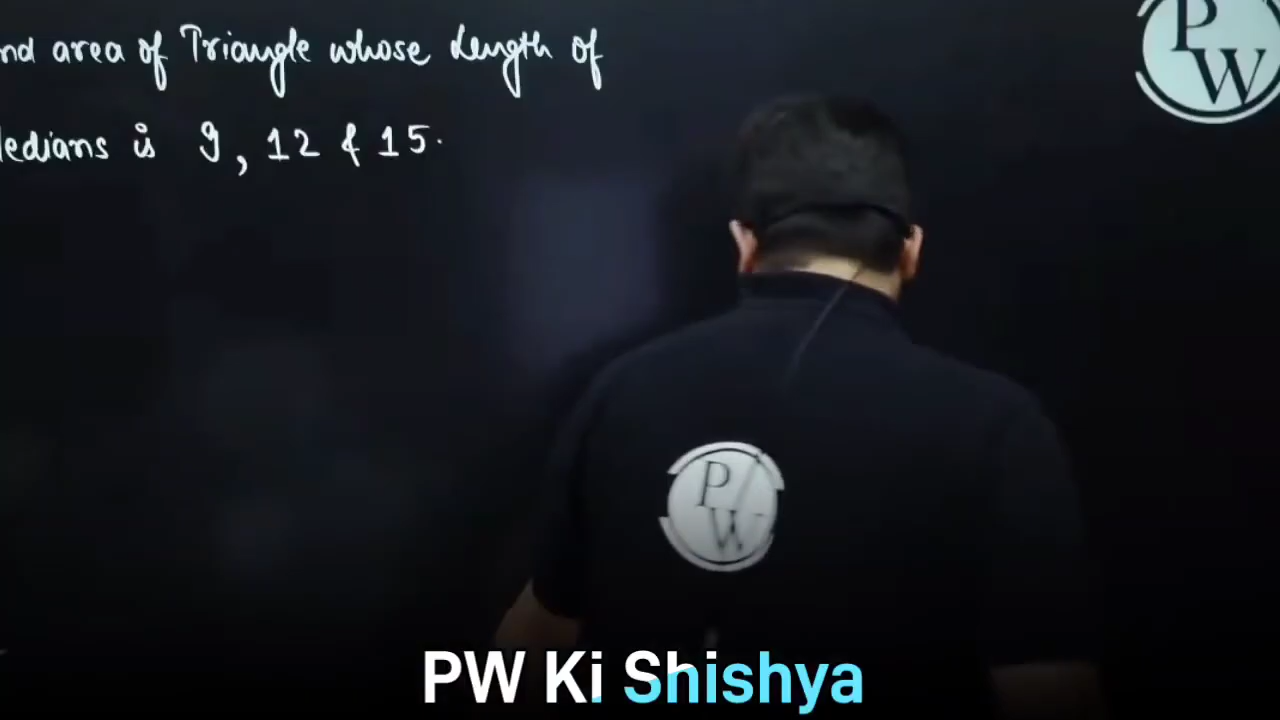 nd area of Triangle whose length of
edians is 9, 12 & 15.
PW
PW
PW Ki Shishya